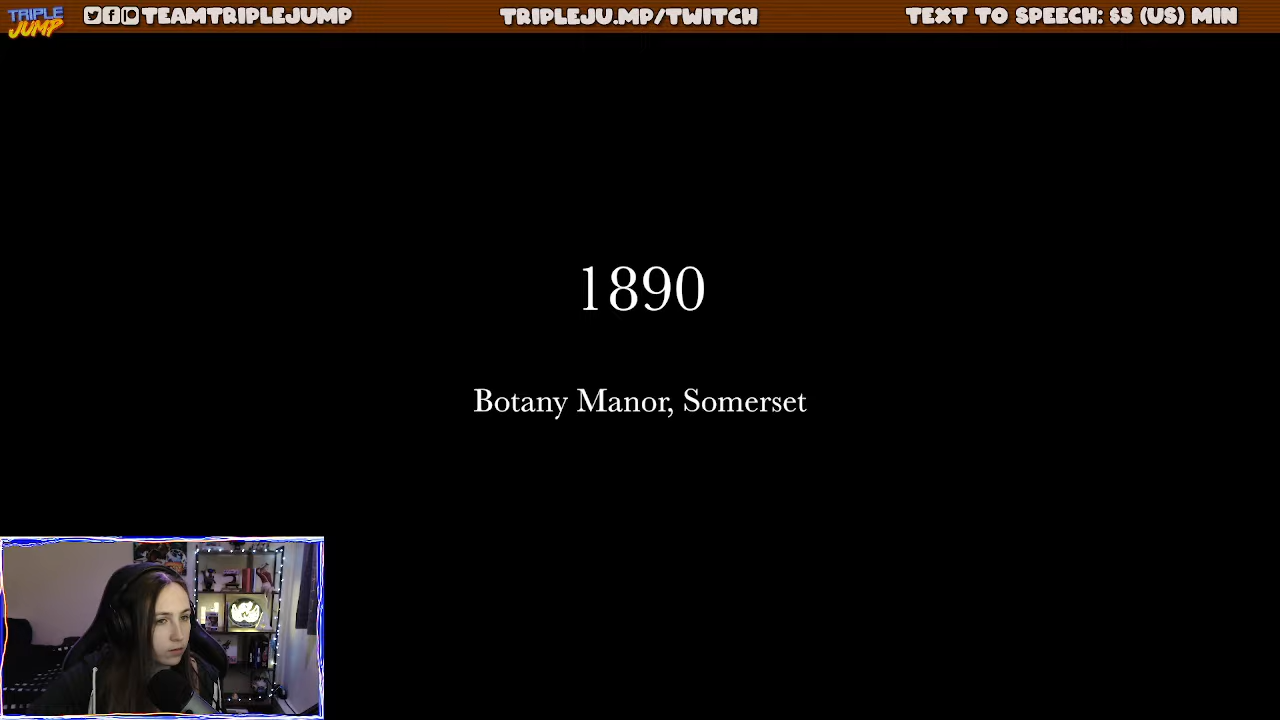 TRIPLE JUMP
TEAMTRIPLEJUMP
TRIPLEJU.MP/TWITCH
TEXT TO SPEECH: $5 (US) MIN
1890
Botany Manor, Somerset